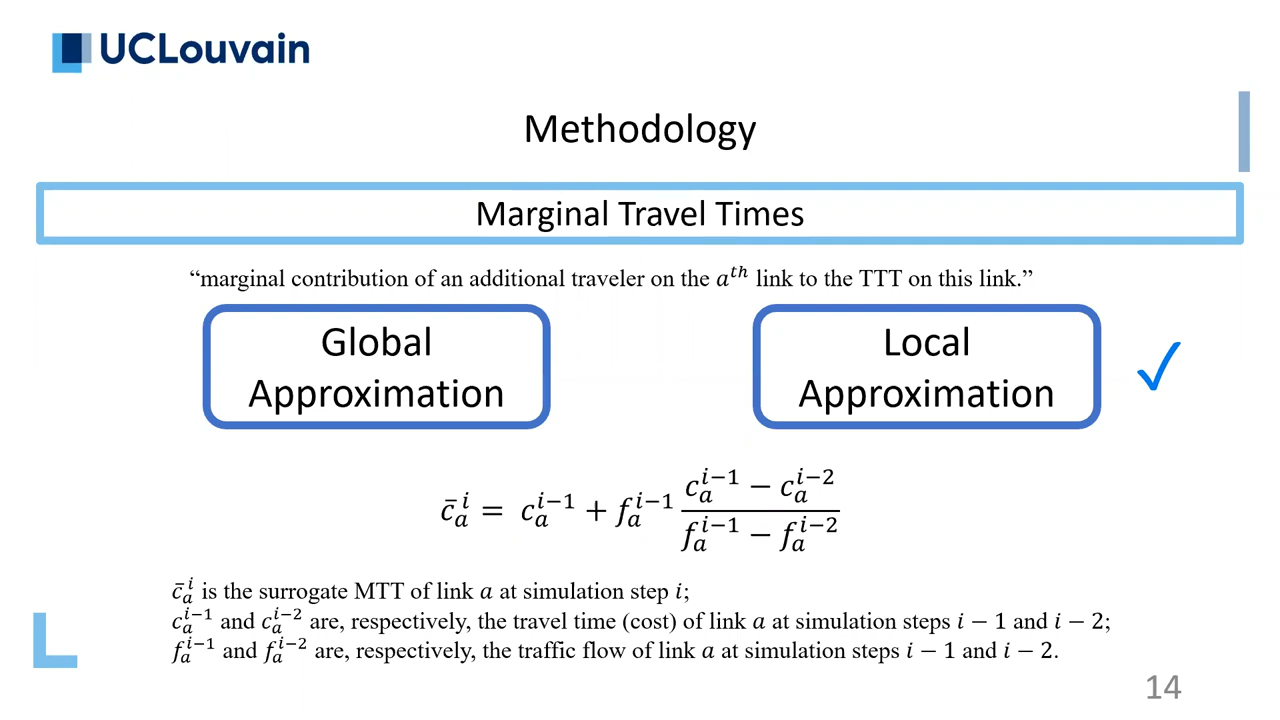 UCLouvain
Methodology
Marginal Travel Times
“marginal contribution of an additional traveler on the $a^{th}$ link to the TTT on this link.”
Global
Approximation
Local
Approximation
✓
$\bar{c}_a^{\,i} = c_a^{i-1} + f_a^{i-1} \frac{c_a^{i-1} - c_a^{i-2}}{f_a^{i-1} - f_a^{i-2}}$
$\bar{c}_a^{\,i}$ is the surrogate MTT of link $a$ at simulation step $i$;
$c_a^{i-1}$ and $c_a^{i-2}$ are, respectively, the travel time (cost) of link $a$ at simulation steps $i-1$ and $i-2$;
$f_a^{i-1}$ and $f_a^{i-2}$ are, respectively, the traffic flow of link $a$ at simulation steps $i-1$ and $i-2$.
14